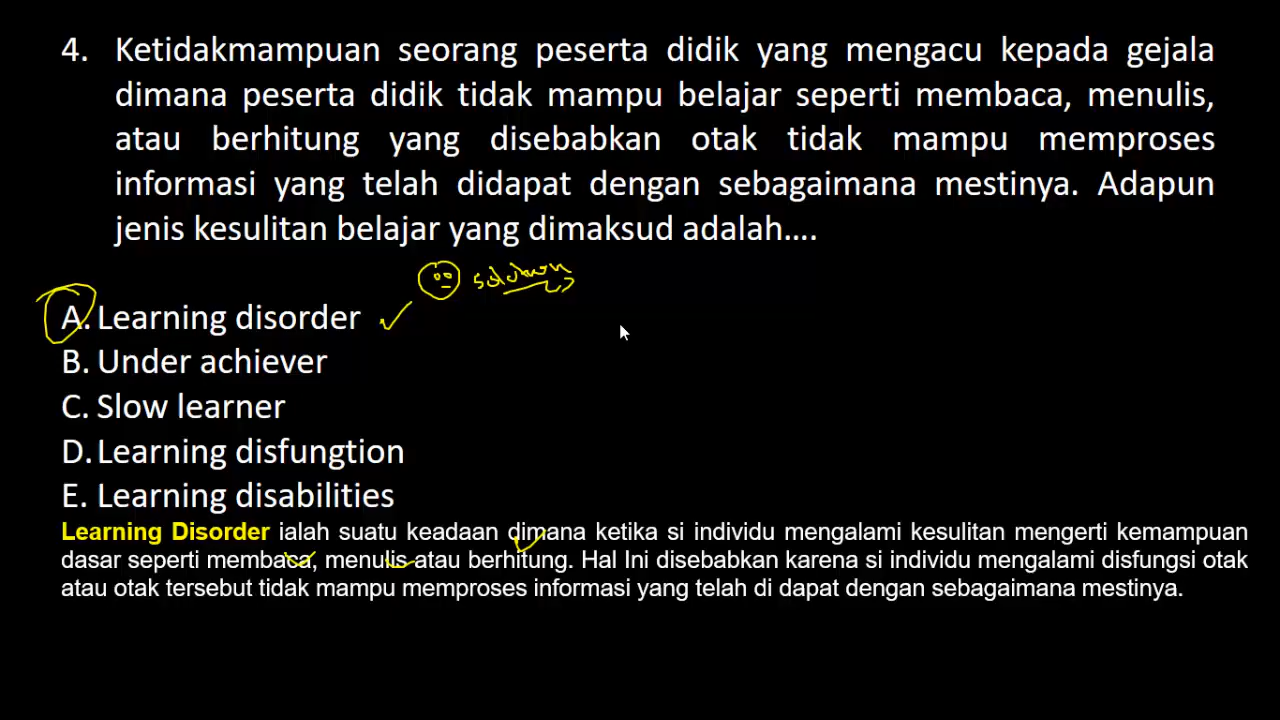 4. Ketidakmampuan seorang peserta didik yang mengacu kepada gejala
dimana peserta didik tidak mampu belajar seperti membaca, menulis,
atau berhitung yang disebabkan otak tidak mampu memproses
informasi yang telah didapat dengan sebagaimana mestinya. Adapun
jenis kesulitan belajar yang dimaksud adalah....
A. Learning disorder
B. Under achiever
C. Slow learner
D. Learning disfungtion
E. Learning disabilities
Learning Disorder ialah suatu keadaan dimana ketika si individu mengalami kesulitan mengerti kemampuan
dasar seperti membaca, menulis atau berhitung. Hal Ini disebabkan karena si individu mengalami disfungsi otak
atau otak tersebut tidak mampu memproses informasi yang telah di dapat dengan sebagaimana mestinya.